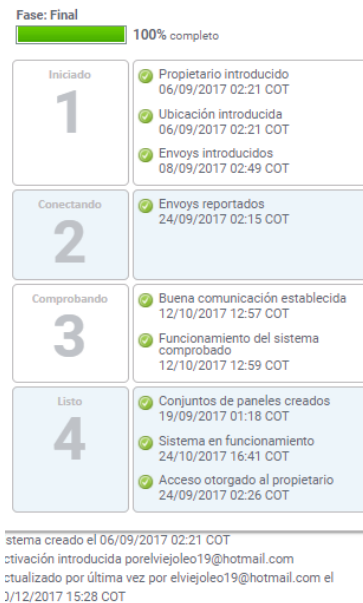 Fase: Final
100% completo
Iniciado
1
Propietario introducido
06/09/2017 02:21 COT
Ubicación introducida
06/09/2017 02:21 COT
Envoys introducidos
08/09/2017 02:49 COT
Conectando
2
Envoys reportados
24/09/2017 02:15 COT
Comprobando
3
Buena comunicación establecida
12/10/2017 12:57 COT
Funcionamiento del sistema
comprobado
12/10/2017 12:59 COT
Listo
4
Conjuntos de paneles creados
19/09/2017 01:18 COT
Sistema en funcionamiento
24/10/2017 16:41 COT
Acceso otorgado al propietario
24/09/2017 02:26 COT
stema creado el 06/09/2017 02:21 COT
ctivación introducida porelviejoleo19@hotmail.com
ctualizado por última vez por elviejoleo19@hotmail.com el
0/12/2017 15:28 COT